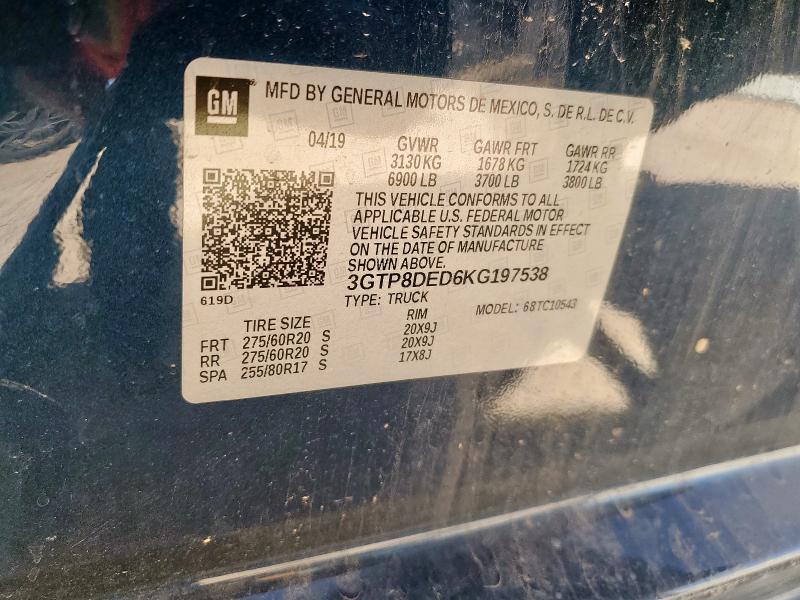 GM ® MFD BY GENERAL MOTORS DE MEXICO, S. DE R.L. DE C.V.
04/19 GVWR GAWR FRT GAWR RR
3130 KG 1678 KG 1724 KG
6900 LB 3700 LB 3800 LB
THIS VEHICLE CONFORMS TO ALL
APPLICABLE U.S. FEDERAL MOTOR
VEHICLE SAFETY STANDARDS IN EFFECT
ON THE DATE OF MANUFACTURE
SHOWN ABOVE.
3GTP8DED6KG197538
619D
TYPE: TRUCK MODEL: 68TC10543
TIRE SIZE RIM
FRT 275/60R20 S 20X9J
RR 275/60R20 S 20X9J
SPA 255/80R17 S 17X8J